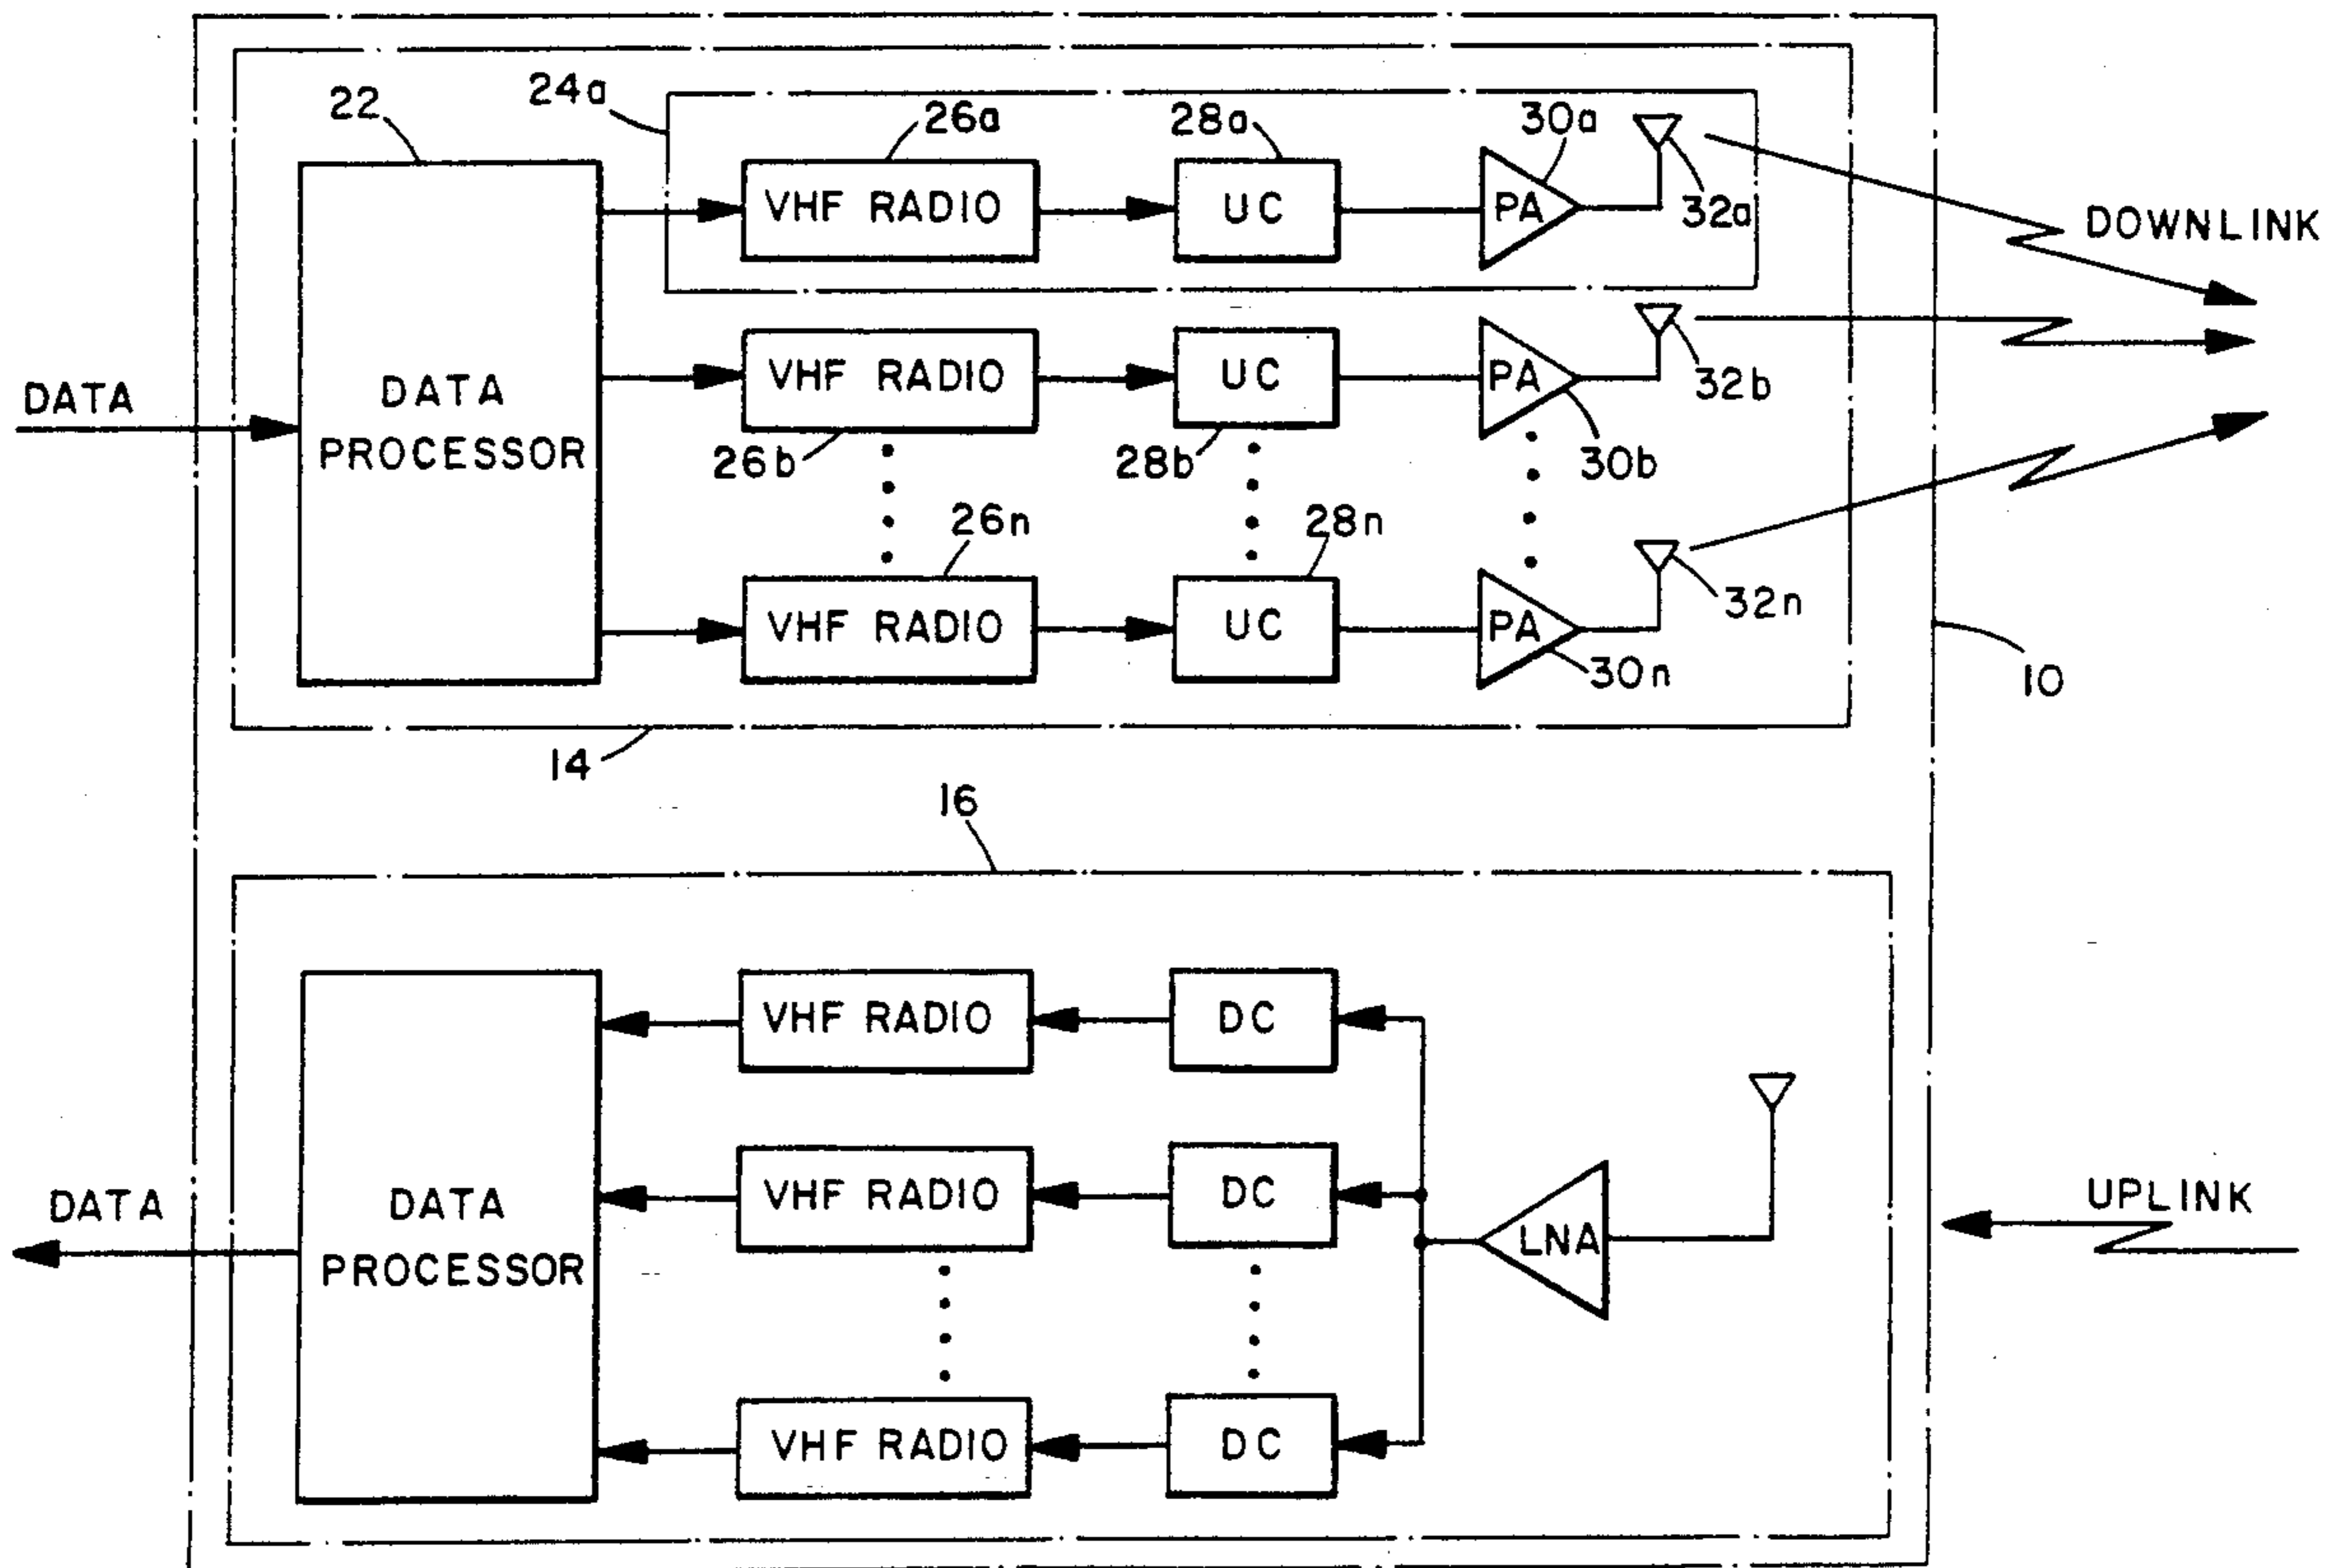 24a
22
26a
28a
30a
VHF RADIO
UC
PA
32a
DOWNLINK
DATA
DATA
PROCESSOR
VHF RADIO
UC
PA
32b
26b
28b
30b
26n
28n
VHF RADIO
UC
PA
32n
30n
10
14
16
VHF RADIO
DC
DATA
DATA
PROCESSOR
VHF RADIO
DC
LNA
UPLINK
VHF RADIO
DC